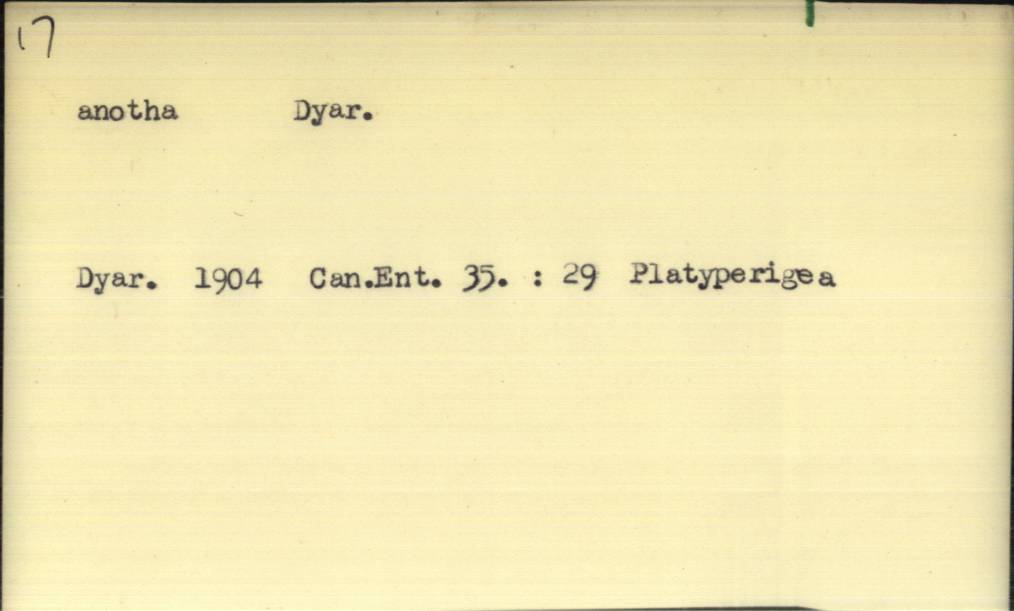 17
anotha Dyar.
Dyar. 1904 Can.Ent. 35. : 29 Platyperigea